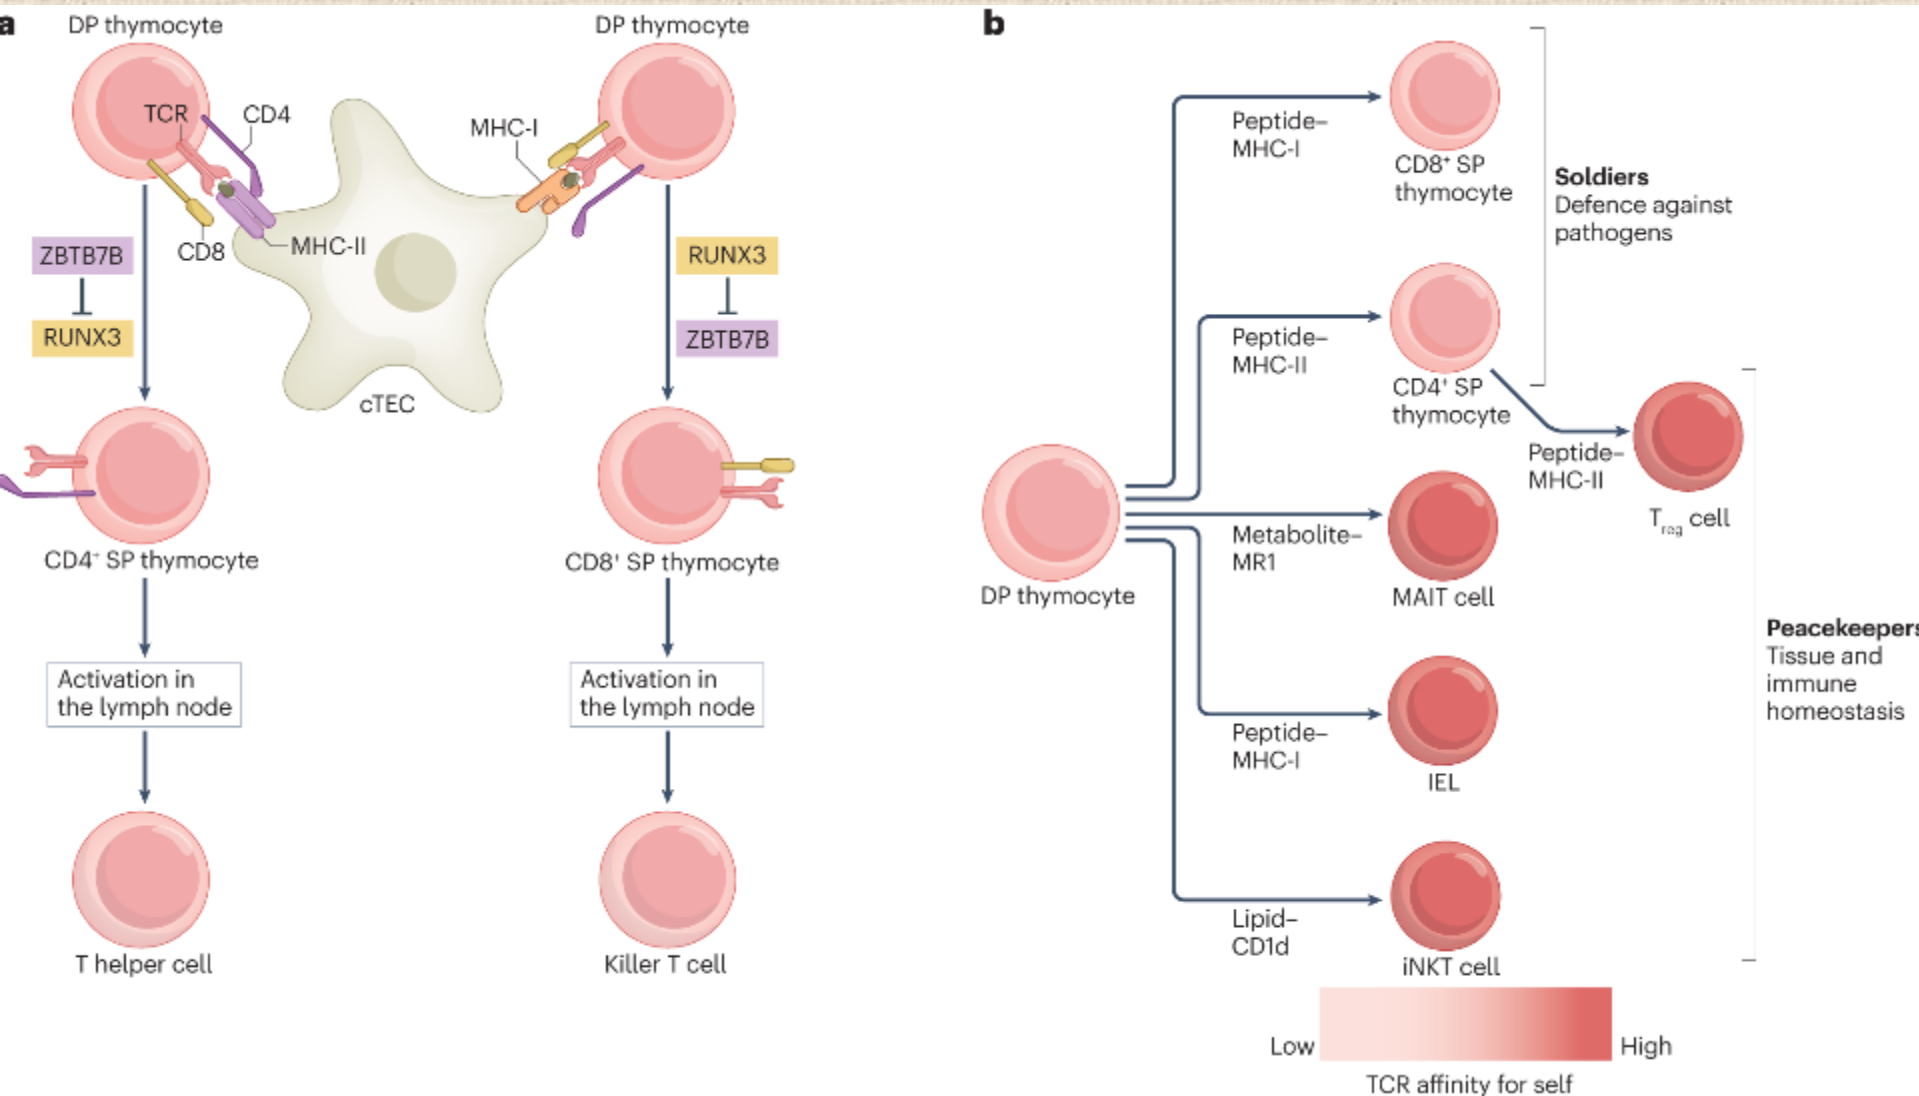 a
DP thymocyte
DP thymocyte
TCR
CD4
MHC-I
CD8
MHC-II
ZBTB7B
RUNX3
RUNX3
ZBTB7B
cTEC
CD4⁺ SP thymocyte
CD8⁺ SP thymocyte
Activation in
the lymph node
Activation in
the lymph node
T helper cell
Killer T cell
b
Peptide–
MHC-I
CD8⁺ SP
thymocyte
Soldiers
Defence against
pathogens
Peptide–
MHC-II
CD4⁺ SP
thymocyte
Peptide–
MHC-II
Treg cell
DP thymocyte
Metabolite–
MR1
MAIT cell
Peptide–
MHC-I
IEL
Peacekeepers
Tissue and
immune
homeostasis
Lipid–
CD1d
iNKT cell
Low
High
TCR affinity for self